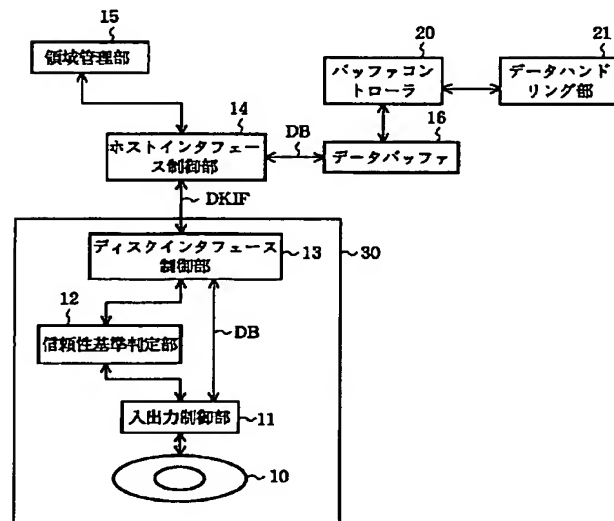 15
領域管理部
20
バッファコント
ローラ
21
データハンド
リング部
14
ホストインタフェー
ス制御部
DB
16
データバッファ
DKIF
ディスクインタフェース
制御部
13
30
12
信頼性基準判定部
DB
入出力制御部
11
10